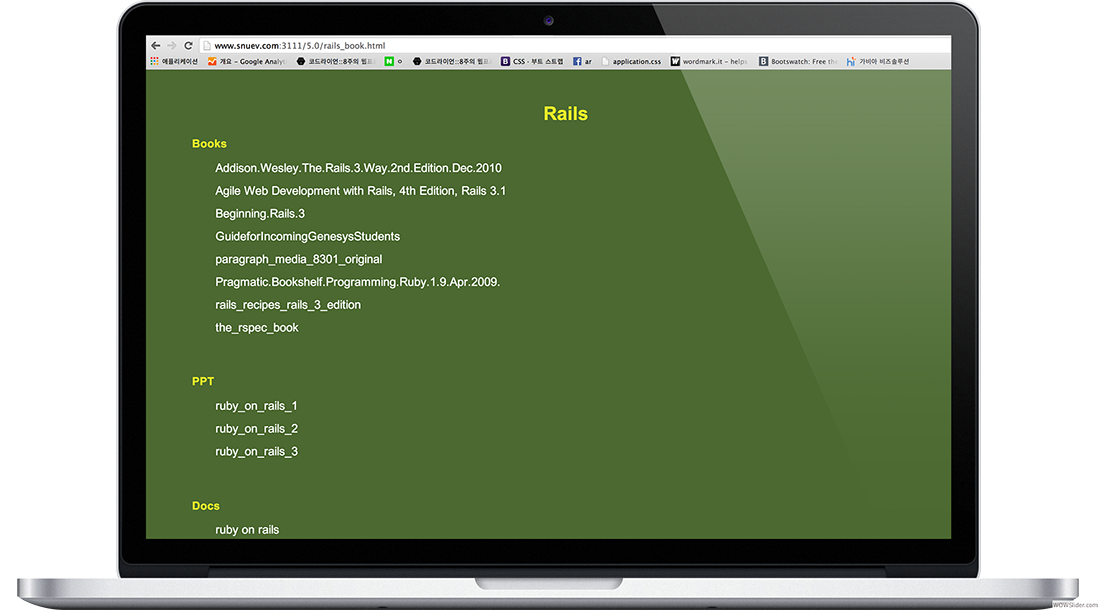 www.snuev.com:3111/5.0/rails_book.html
애플리케이션 개요 - Google Analyt 코드라이언::8주의 웹프 N o 코드라이언::8주의 웹프 B CSS · 부트 스트랩 f ar application.css W wordmark.it - helps B Bootswatch: Free the hi 가비아 비즈솔루션
Rails
Books
Addison.Wesley.The.Rails.3.Way.2nd.Edition.Dec.2010
Agile Web Development with Rails, 4th Edition, Rails 3.1
Beginning.Rails.3
GuideforIncomingGenesysStudents
paragraph_media_8301_original
Pragmatic.Bookshelf.Programming.Ruby.1.9.Apr.2009.
rails_recipes_rails_3_edition
the_rspec_book
PPT
ruby_on_rails_1
ruby_on_rails_2
ruby_on_rails_3
Docs
ruby on rails
WOWSlider.com